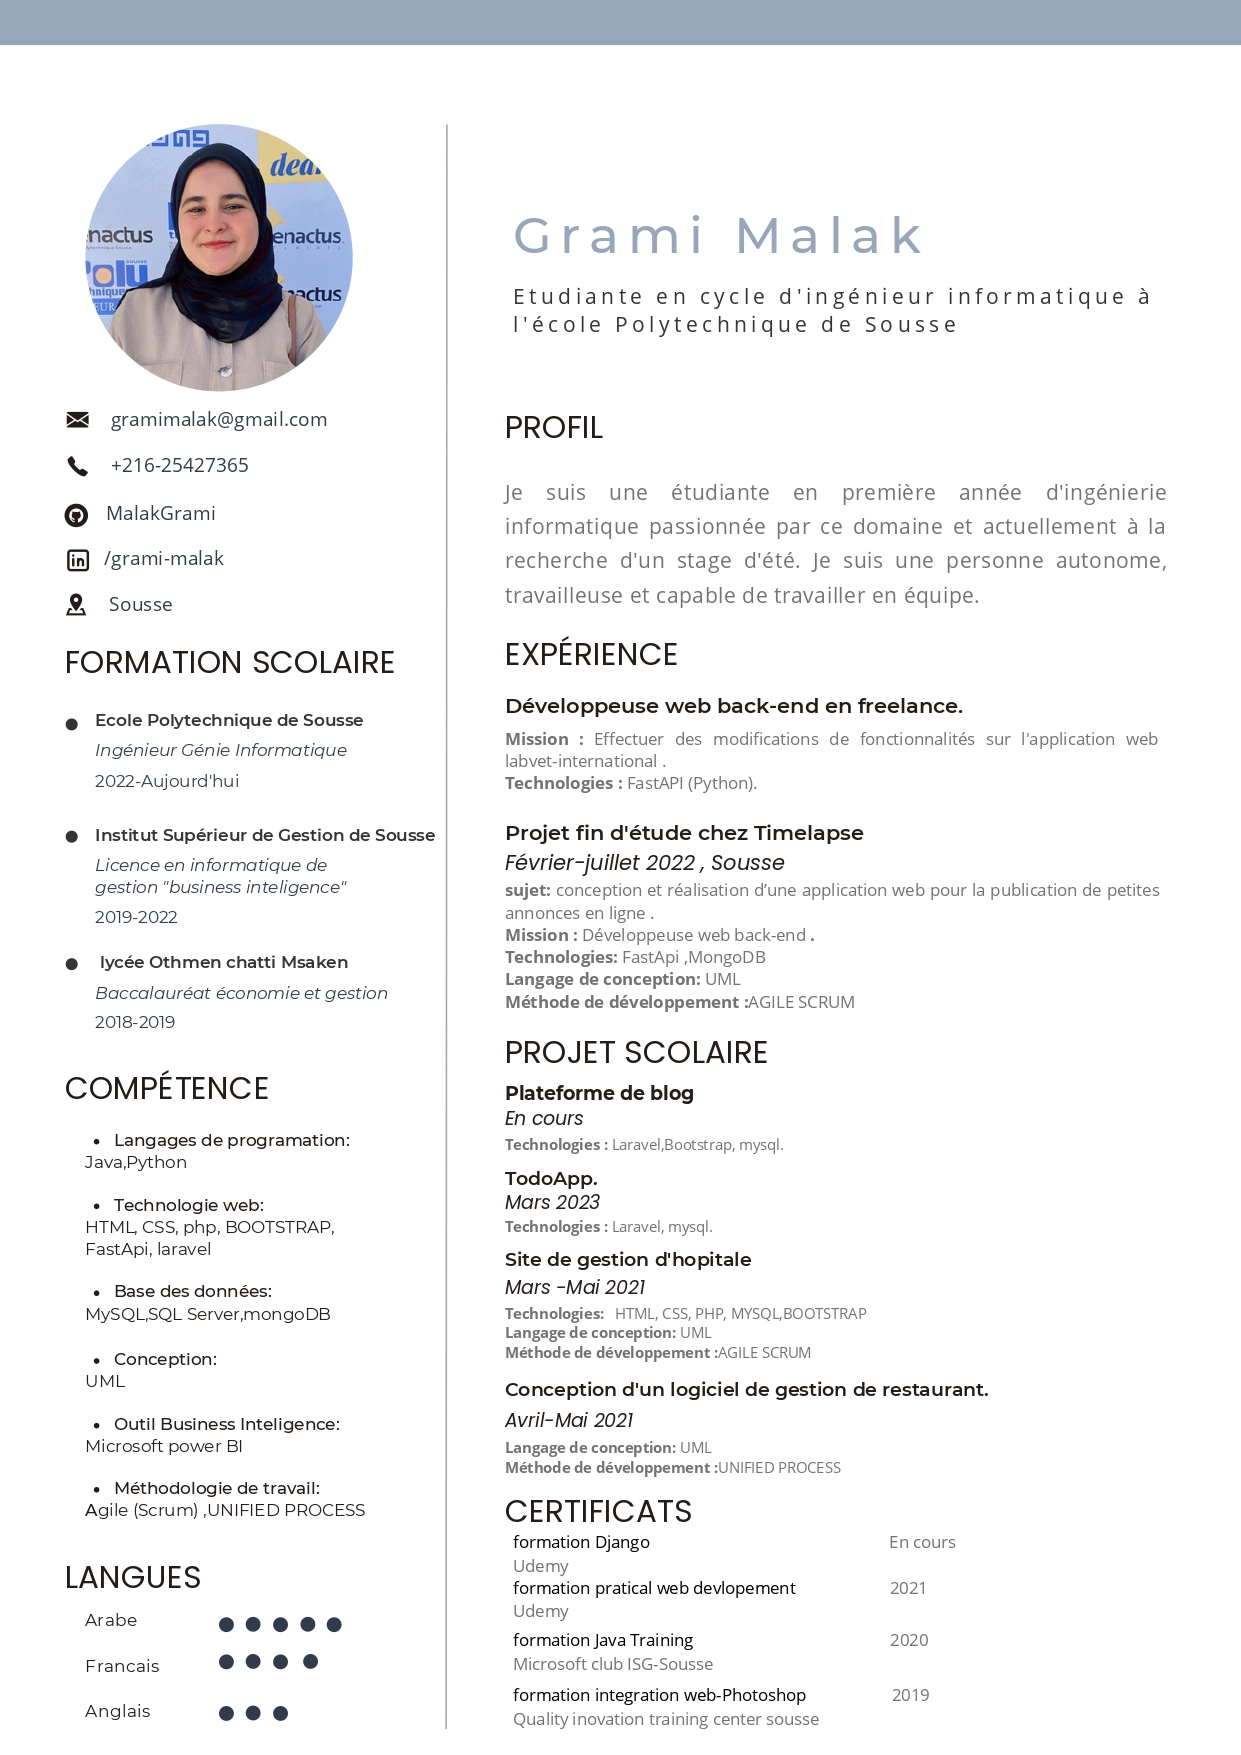 dear
enactus
enactus
Polytechnique Sousse
SOUSSE
Polu
enactus
gramimalak@gmail.com
+216-25427365
MalakGrami
/grami-malak
Sousse
FORMATION SCOLAIRE
Ecole Polytechnique de Sousse
Ingénieur Génie Informatique
2022-Aujourd'hui
Institut Supérieur de Gestion de Sousse
Licence en informatique de
gestion "business inteligence"
2019-2022
lycée Othmen chatti Msaken
Baccalauréat économie et gestion
2018-2019
COMPÉTENCE
• Langages de programation:
Java,Python
• Technologie web:
HTML, CSS, php, BOOTSTRAP,
FastApi, laravel
• Base des données:
MySQL,SQL Server,mongoDB
• Conception:
UML
• Outil Business Inteligence:
Microsoft power BI
• Méthodologie de travail:
Agile (Scrum) ,UNIFIED PROCESS
LANGUES
Arabe
Francais
Anglais
Grami Malak
Etudiante en cycle d'ingénieur informatique à
l'école Polytechnique de Sousse
PROFIL
Je suis une étudiante en première année d'ingénierie
informatique passionnée par ce domaine et actuellement à la
recherche d'un stage d'été. Je suis une personne autonome,
travailleuse et capable de travailler en équipe.
EXPÉRIENCE
Développeuse web back-end en freelance.
Mission : Effectuer des modifications de fonctionnalités sur l'application web
labvet-international .
Technologies : FastAPI (Python).
Projet fin d'étude chez Timelapse
Février-juillet 2022 , Sousse
sujet: conception et réalisation d’une application web pour la publication de petites
annonces en ligne .
Mission : Développeuse web back-end .
Technologies: FastApi ,MongoDB
Langage de conception: UML
Méthode de développement :AGILE SCRUM
PROJET SCOLAIRE
Plateforme de blog
En cours
Technologies : Laravel,Bootstrap, mysql.
TodoApp.
Mars 2023
Technologies : Laravel, mysql.
Site de gestion d'hopitale
Mars -Mai 2021
Technologies: HTML, CSS, PHP, MYSQL,BOOTSTRAP
Langage de conception: UML
Méthode de développement :AGILE SCRUM
Conception d'un logiciel de gestion de restaurant.
Avril-Mai 2021
Langage de conception: UML
Méthode de développement :UNIFIED PROCESS
CERTIFICATS
formation Django En cours
Udemy
formation pratical web devlopement 2021
Udemy
formation Java Training 2020
Microsoft club ISG-Sousse
formation integration web-Photoshop 2019
Quality inovation training center sousse